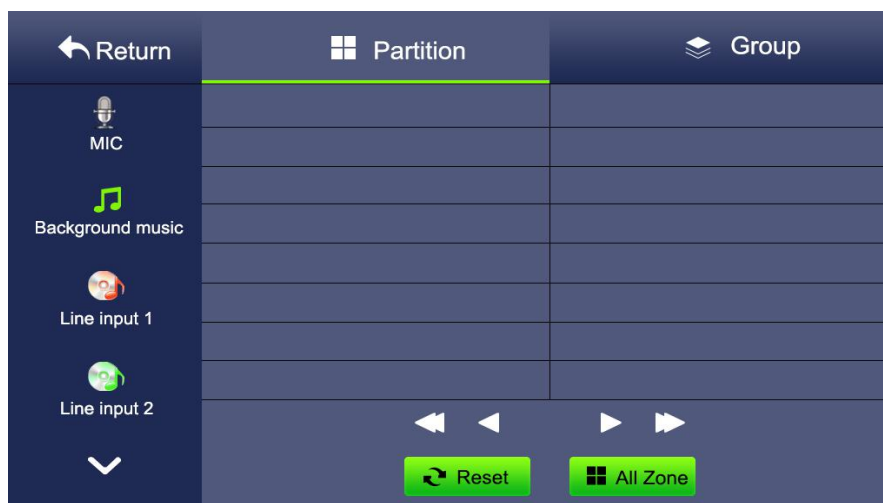 Return
Partition
Group
MIC
Background music
Line input 1
Line input 2
Reset
All Zone